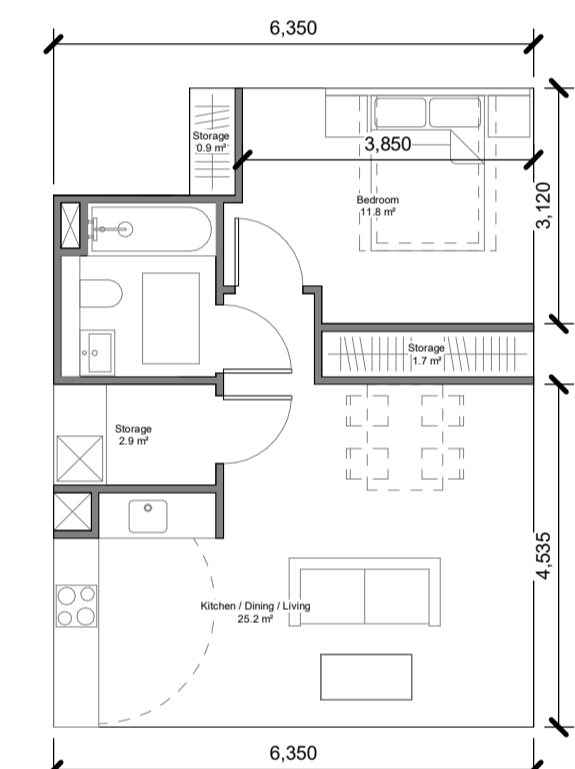 6,350
Storage
0.9 m²
3,850
Bedroom
11.8 m²
3,120
Storage
1.7 m²
Storage
2.9 m²
4,535
Kitchen / Dining / Living
25.2 m²
6,350